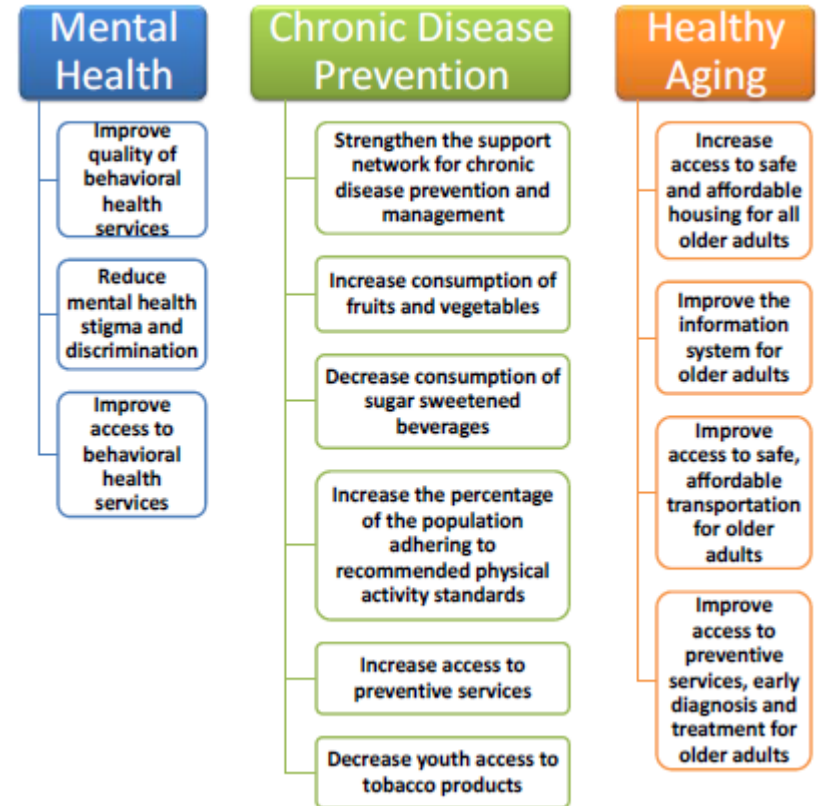 Mental
Health
Improve
quality of
behavioral
health
services
Reduce
mental health
stigma and
discrimination
Improve
access to
behavioral
health
services
Chronic Disease
Prevention
Strengthen the support
network for chronic
disease prevention and
management
Increase consumption of
fruits and vegetables
Decrease consumption of
sugar sweetened
beverages
Increase the percentage
of the population
adhering to
recommended physical
activity standards
Increase access to
preventive services
Decrease youth access to
tobacco products
Healthy
Aging
Increase
access to safe
and affordable
housing for all
older adults
Improve the
information
system for
older adults
Improve
access to safe,
affordable
transportation
for older
adults
Improve
access to
preventive
services, early
diagnosis and
treatment for
older adults